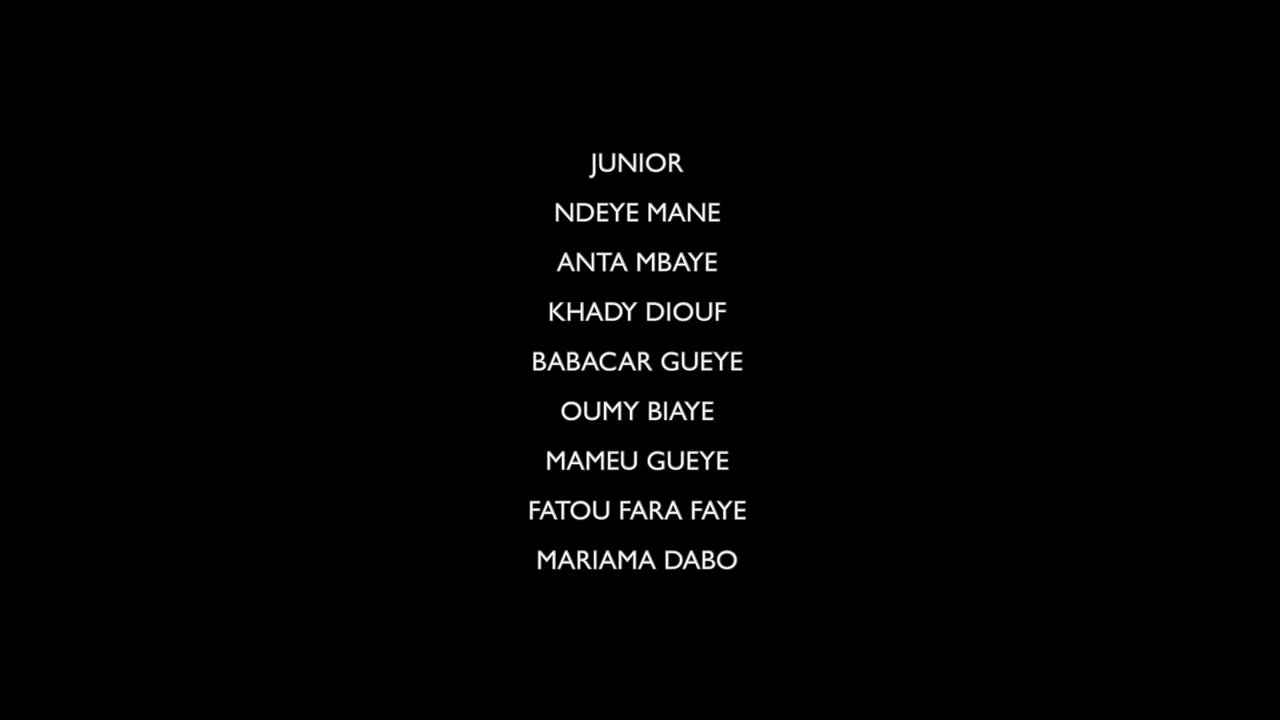 JUNIOR
NDEYE MANE
ANTA MBAYE
KHADY DIOUF
BABACAR GUEYE
OUMY BIAYE
MAMEU GUEYE
FATOU FARA FAYE
MARIAMA DABO